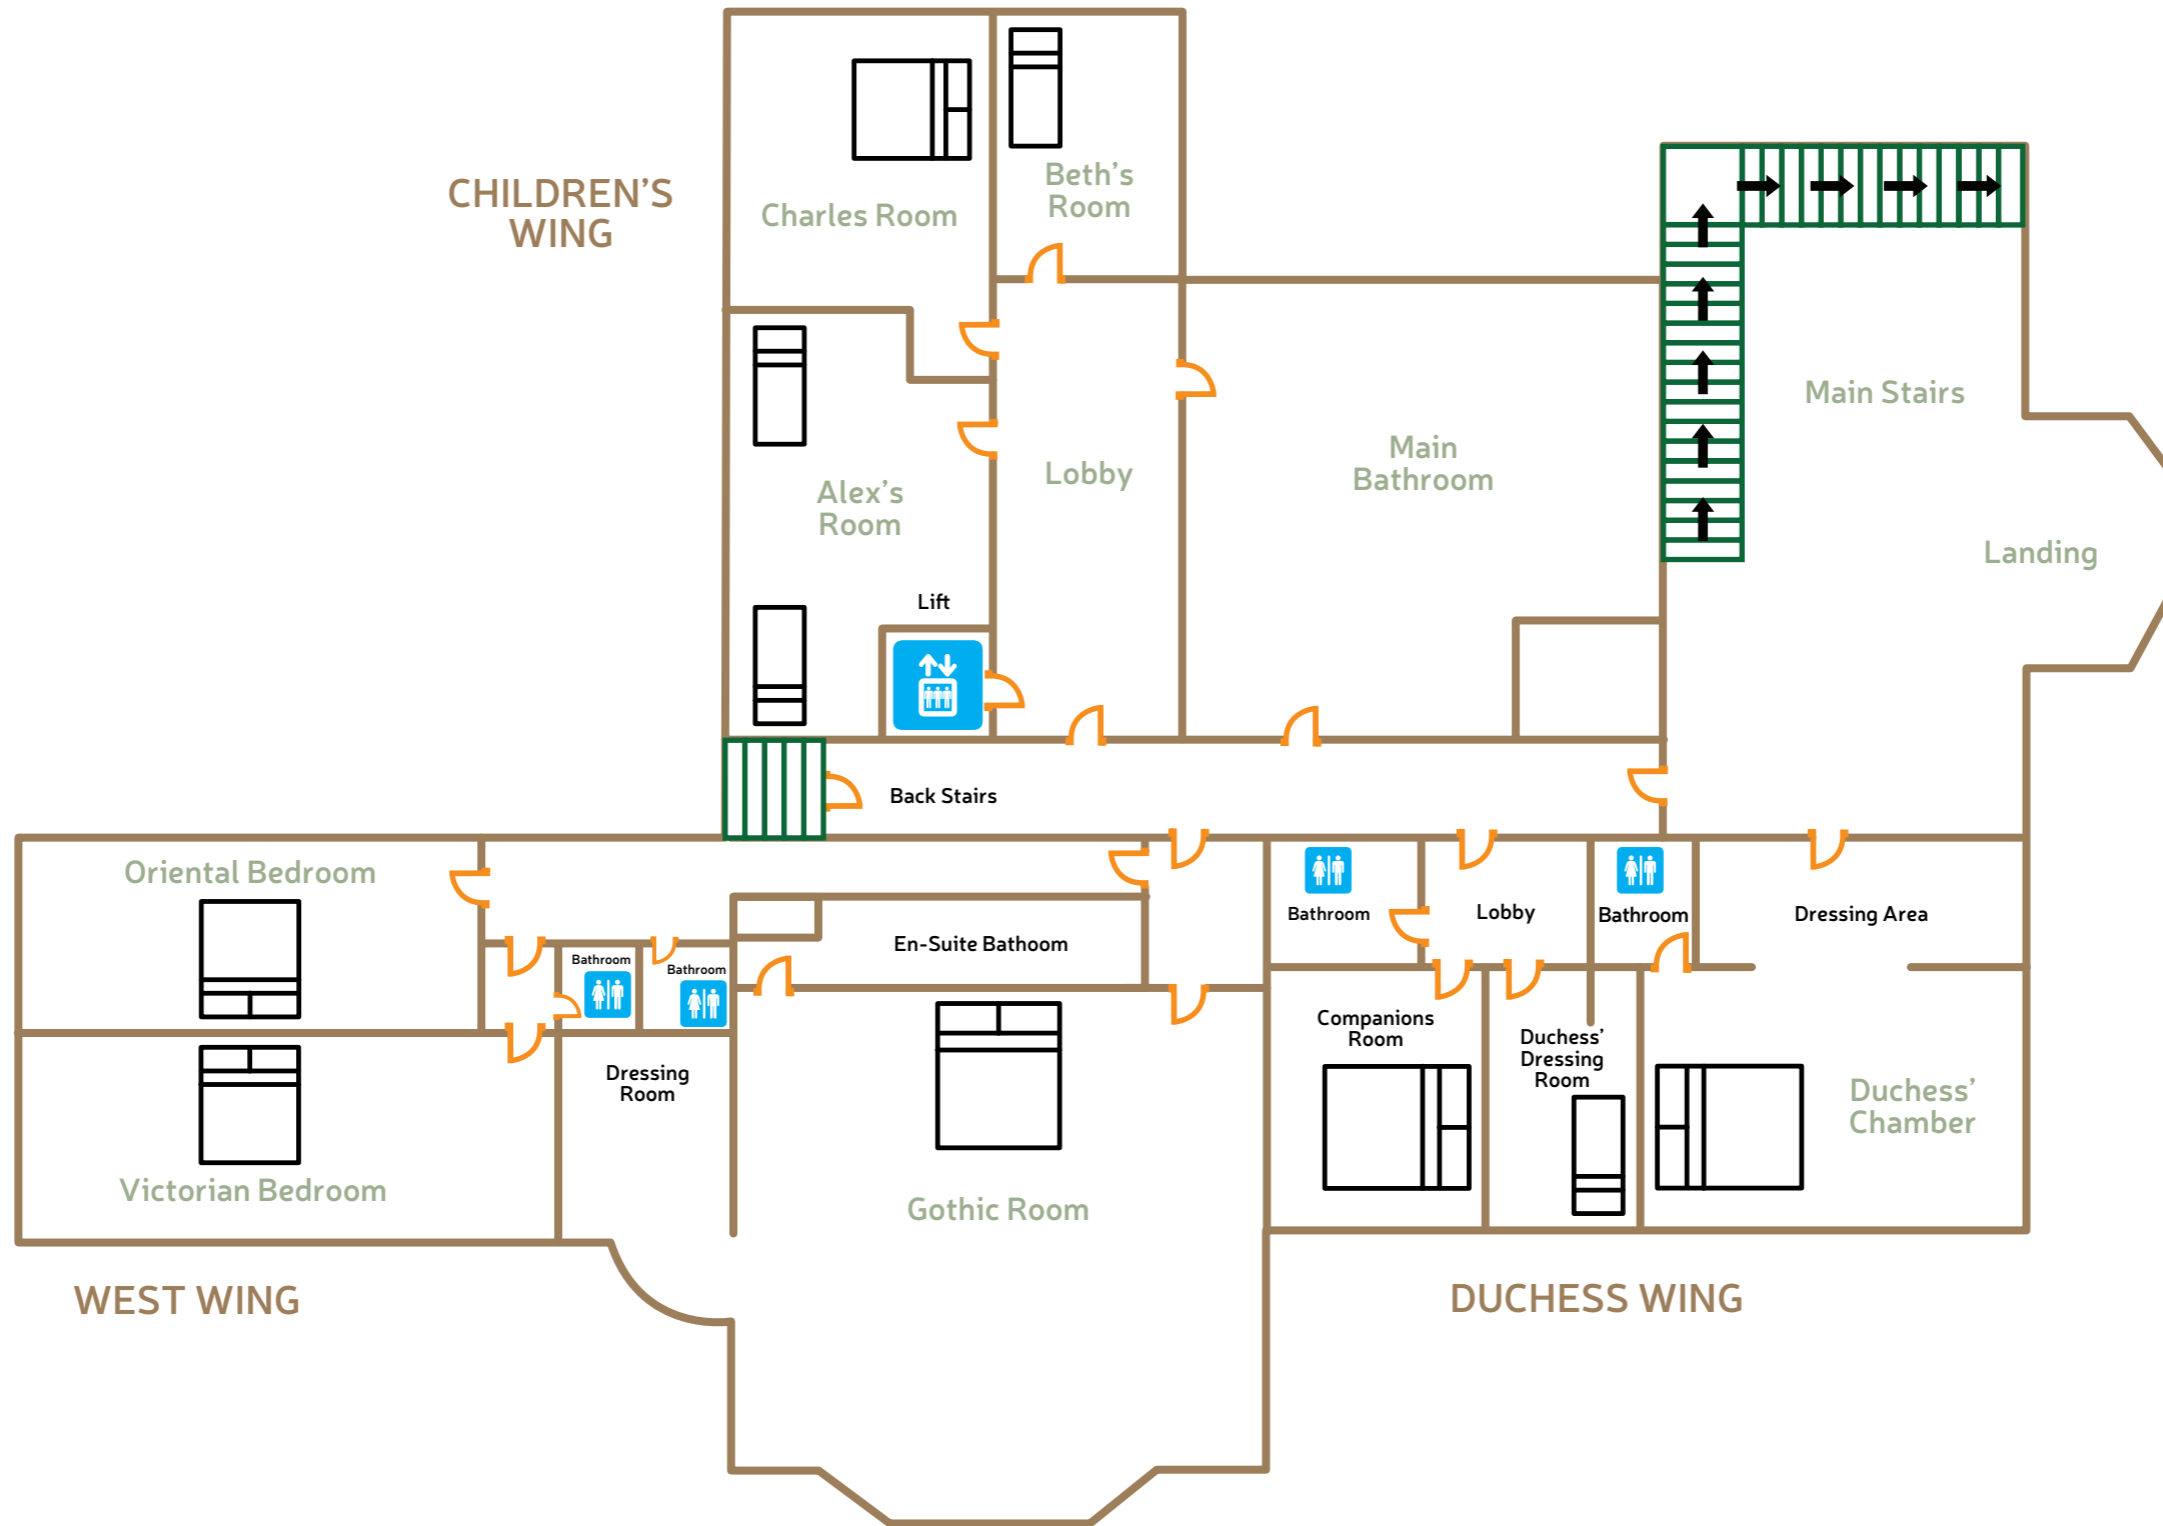 CHILDREN'S
WING
Charles Room
Beth's
Room
Main Stairs
Main
Bathroom
Lobby
Alex's
Room
Landing
Lift
Back Stairs
Oriental Bedroom
Bathroom
Lobby
Bathroom
Dressing Area
En-Suite Bathoom
Bathroom
Bathroom
Companions
Room
Duchess'
Dressing
Room
Dressing
Room
Duchess'
Chamber
Victorian Bedroom
Gothic Room
WEST WING
DUCHESS WING